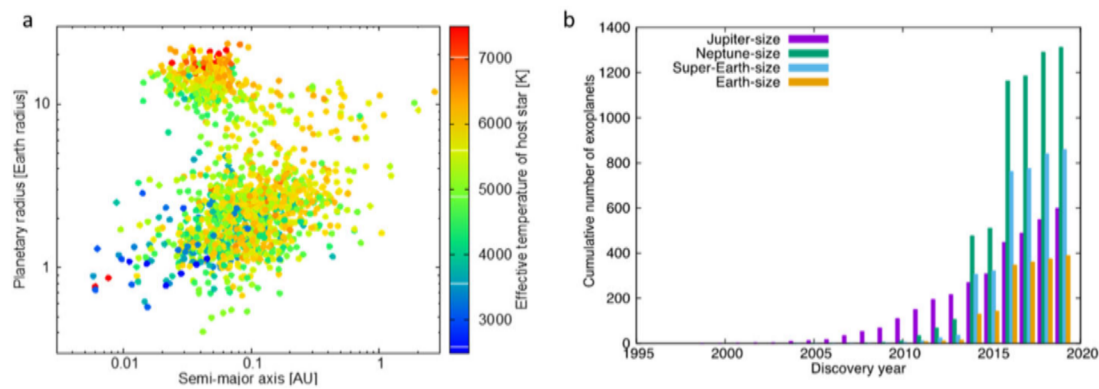 a
Planetary radius [Earth radius]
10
1
0.01
0.1
1
Semi-major axis [AU]
7000
6000
5000
4000
3000
Effective temperature of host star [K]
b
Cumulative number of exoplanets
1400
1200
1000
800
600
400
200
0
Jupiter-size
Neptune-size
Super-Earth-size
Earth-size
1995
2000
2005
2010
2015
2020
Discovery year